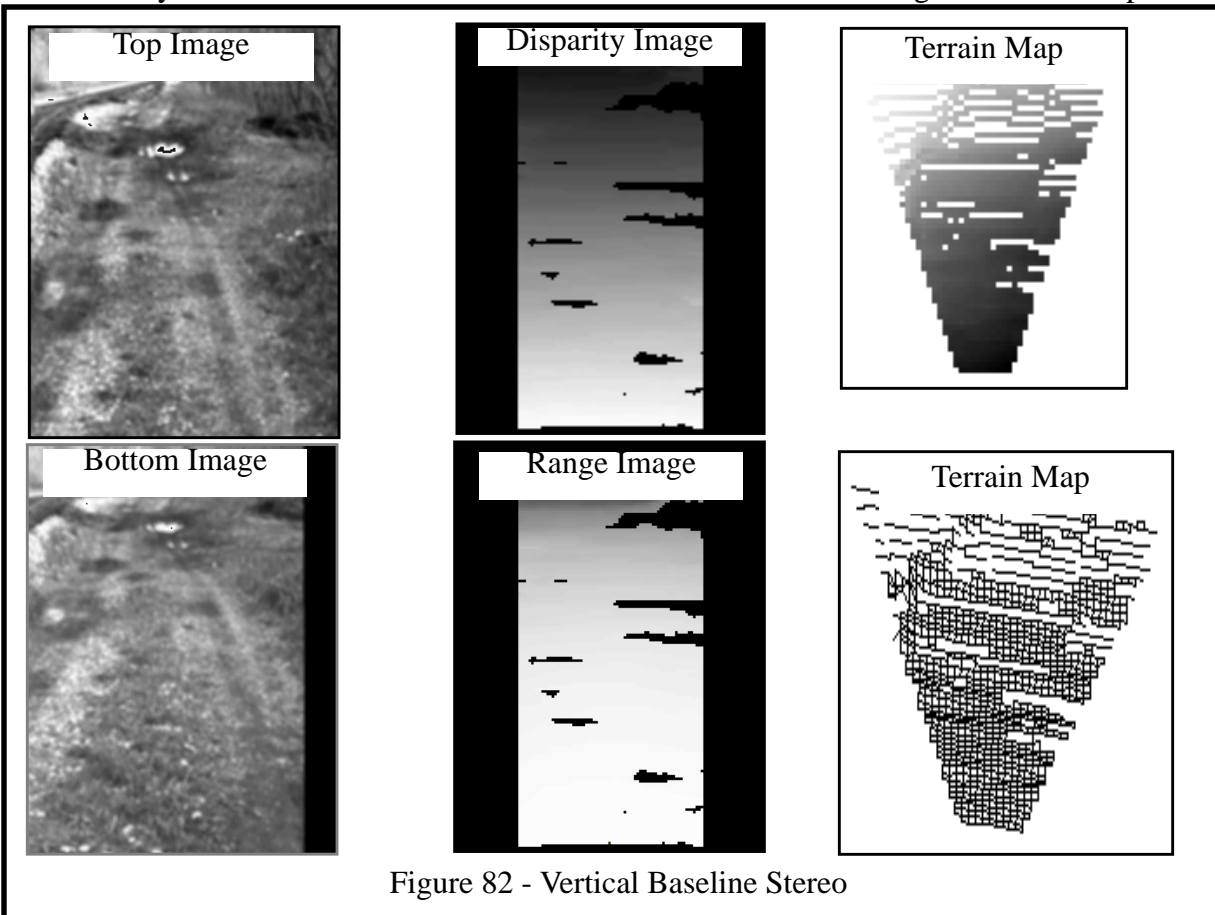 Top Image
Disparity Image
Terrain Map
Bottom Image
Range Image
Terrain Map
Figure 82 - Vertical Baseline Stereo